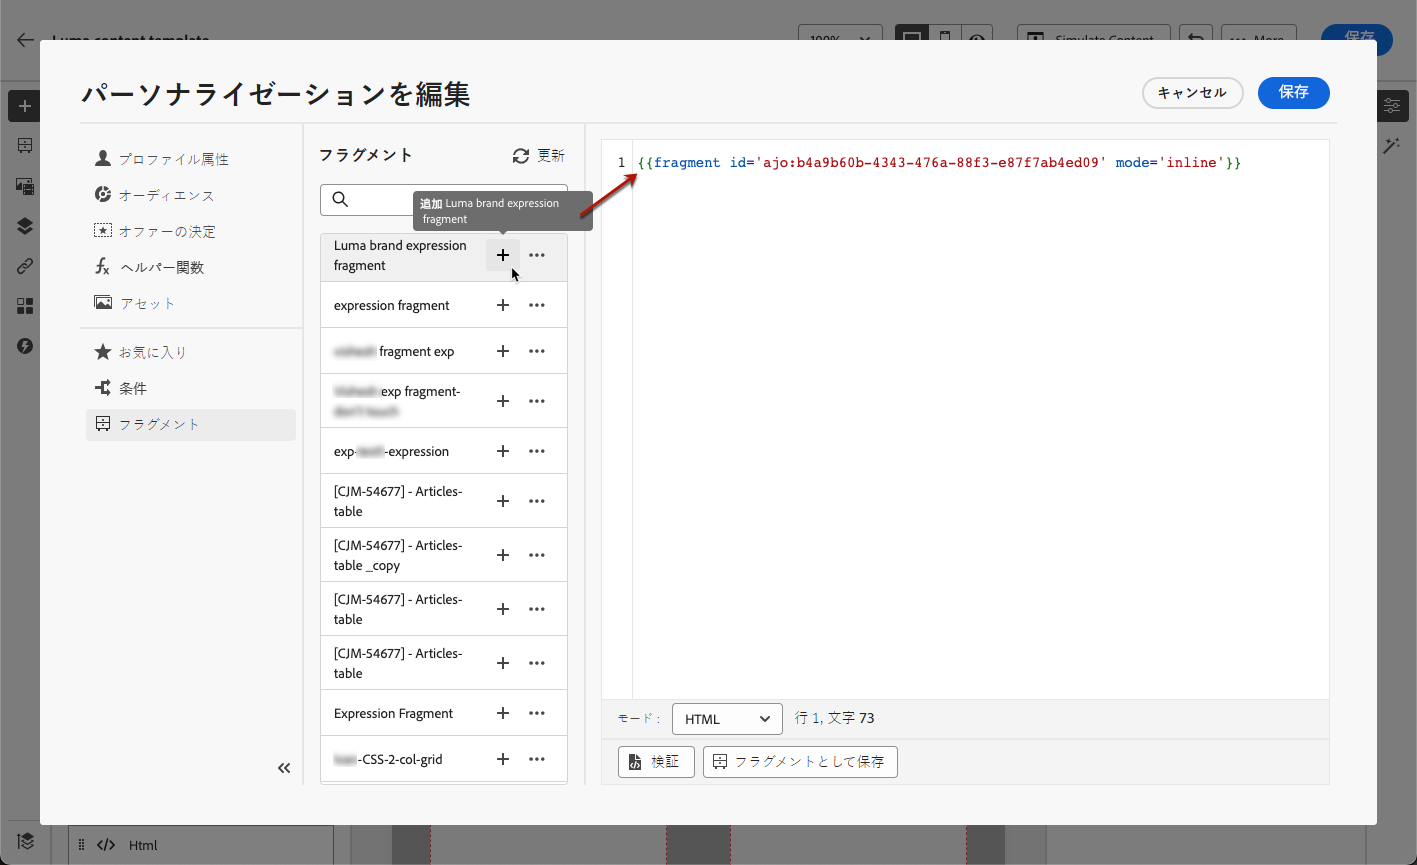 Luma content template
100%
Simulate Content
More
保存
パーソナライゼーションを編集
キャンセル
保存
プロファイル属性
オーディエンス
オファーの決定
ヘルパー関数
アセット
お気に入り
条件
フラグメント
フラグメント
更新
追加 Luma brand expression
fragment
Luma brand expression
fragment
expression fragment
fragment exp
exp fragment-
exp-
-expression
[CJM-54677] - Articles-
table
[CJM-54677] - Articles-
table _copy
[CJM-54677] - Articles-
table
[CJM-54677] - Articles-
table
Expression Fragment
-CSS-2-col-grid
1 {{fragment id='ajo:b4a9b60b-4343-476a-88f3-e87f7ab4ed09' mode='inline'}}
モード :
HTML
行 1, 文字 73
検証
フラグメントとして保存
Html